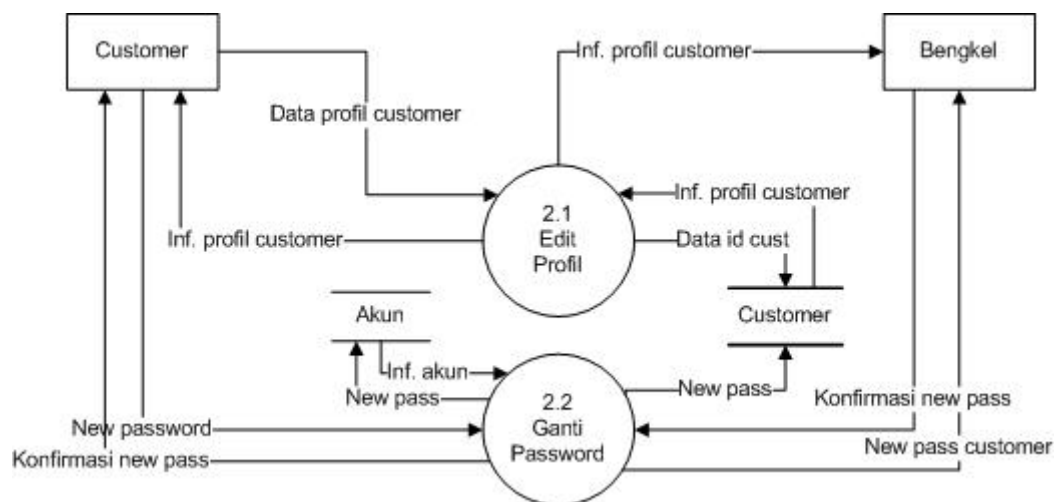 Customer
Inf. profil customer
Bengkel
Data profil customer
Inf. profil customer
2.1
Edit
Profil
Inf. profil customer
Data id cust
Akun
Customer
Inf. akun
New pass
New pass
2.2
Ganti
Password
Konfirmasi new pass
New password
New pass customer
Konfirmasi new pass